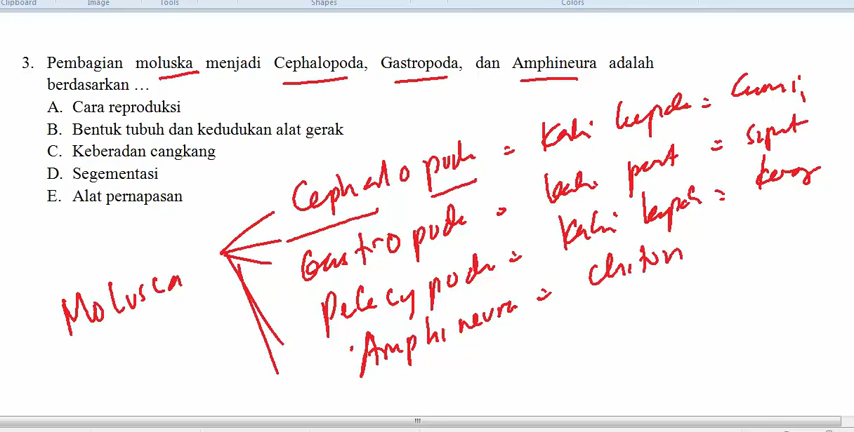 Clipboard Image Tools Shapes Colors
3. Pembagian moluska menjadi Cephalopoda, Gastropoda, dan Amphineura adalah
berdasarkan …
A. Cara reproduksi
B. Bentuk tubuh dan kedudukan alat gerak
C. Keberadan cangkang
D. Segementasi
E. Alat pernapasan
Molusca
Cephalopoda = kaki kepala = Cumi,
Gastropoda = kaki perut = siput
Pelecypoda = kaki = kerang
Amphineura = chiton